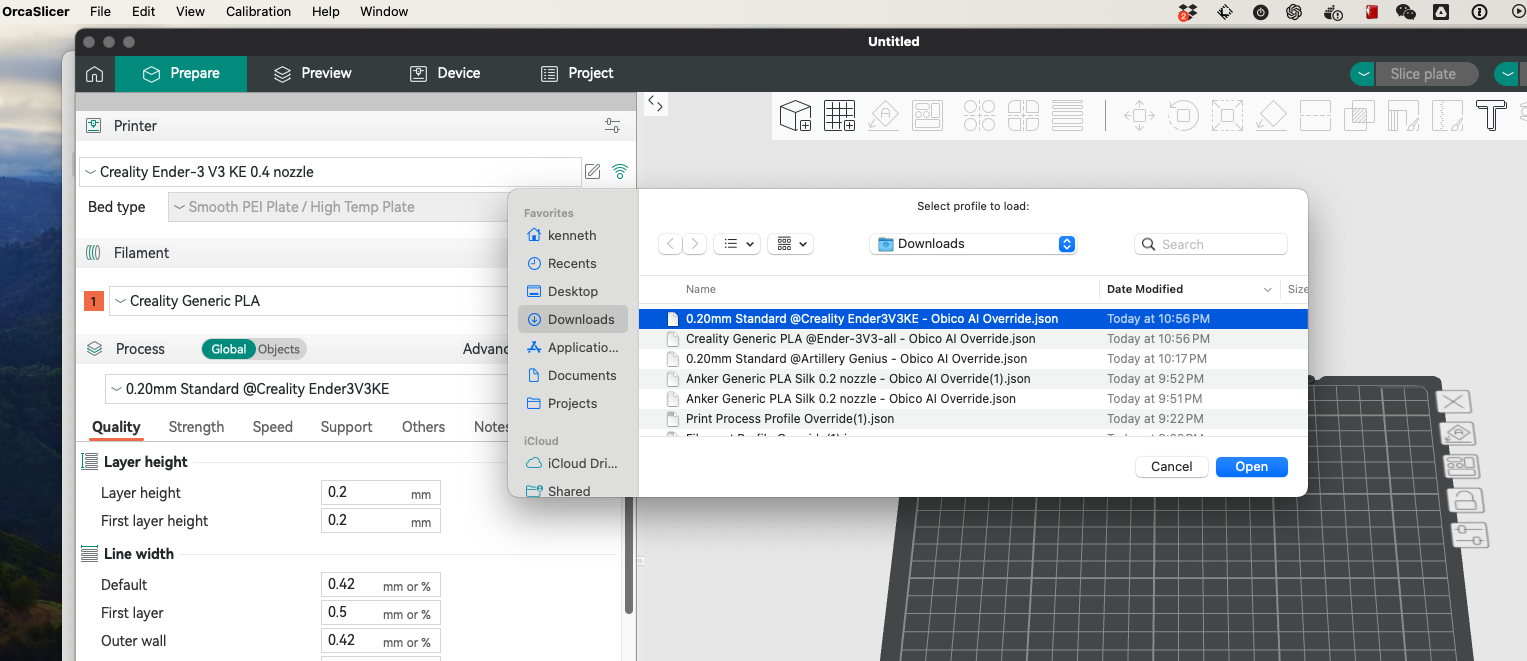 OrcaSlicer File Edit View Calibration Help Window
2
Untitled
Prepare Preview Device Project Slice plate
Printer
Creality Ender-3 V3 KE 0.4 nozzle
Bed type Smooth PEI Plate / High Temp Plate
Filament
1 Creality Generic PLA
Process Global Objects Advanc
0.20mm Standard @Creality Ender3V3KE
Quality Strength Speed Support Others Notes
Layer height
Layer height 0.2 mm
First layer height 0.2 mm
Line width
Default 0.42 mm or %
First layer 0.5 mm or %
Outer wall 0.42 mm or %
Select profile to load:
Favorites
kenneth
Recents
Desktop
Downloads
Applicatio...
Documents
Projects
iCloud
iCloud Dri...
Shared
Downloads Search
Name Date Modified Size
0.20mm Standard @Creality Ender3V3KE - Obico AI Override.json Today at 10:56 PM
Creality Generic PLA @Ender-3V3-all - Obico AI Override.json Today at 10:56 PM
0.20mm Standard @Artillery Genius - Obico AI Override.json Today at 10:17 PM
Anker Generic PLA Silk 0.2 nozzle - Obico AI Override(1).json Today at 9:52 PM
Anker Generic PLA Silk 0.2 nozzle - Obico AI Override.json Today at 9:51 PM
Print Process Profile Override(1).json Today at 9:22 PM
Cancel Open